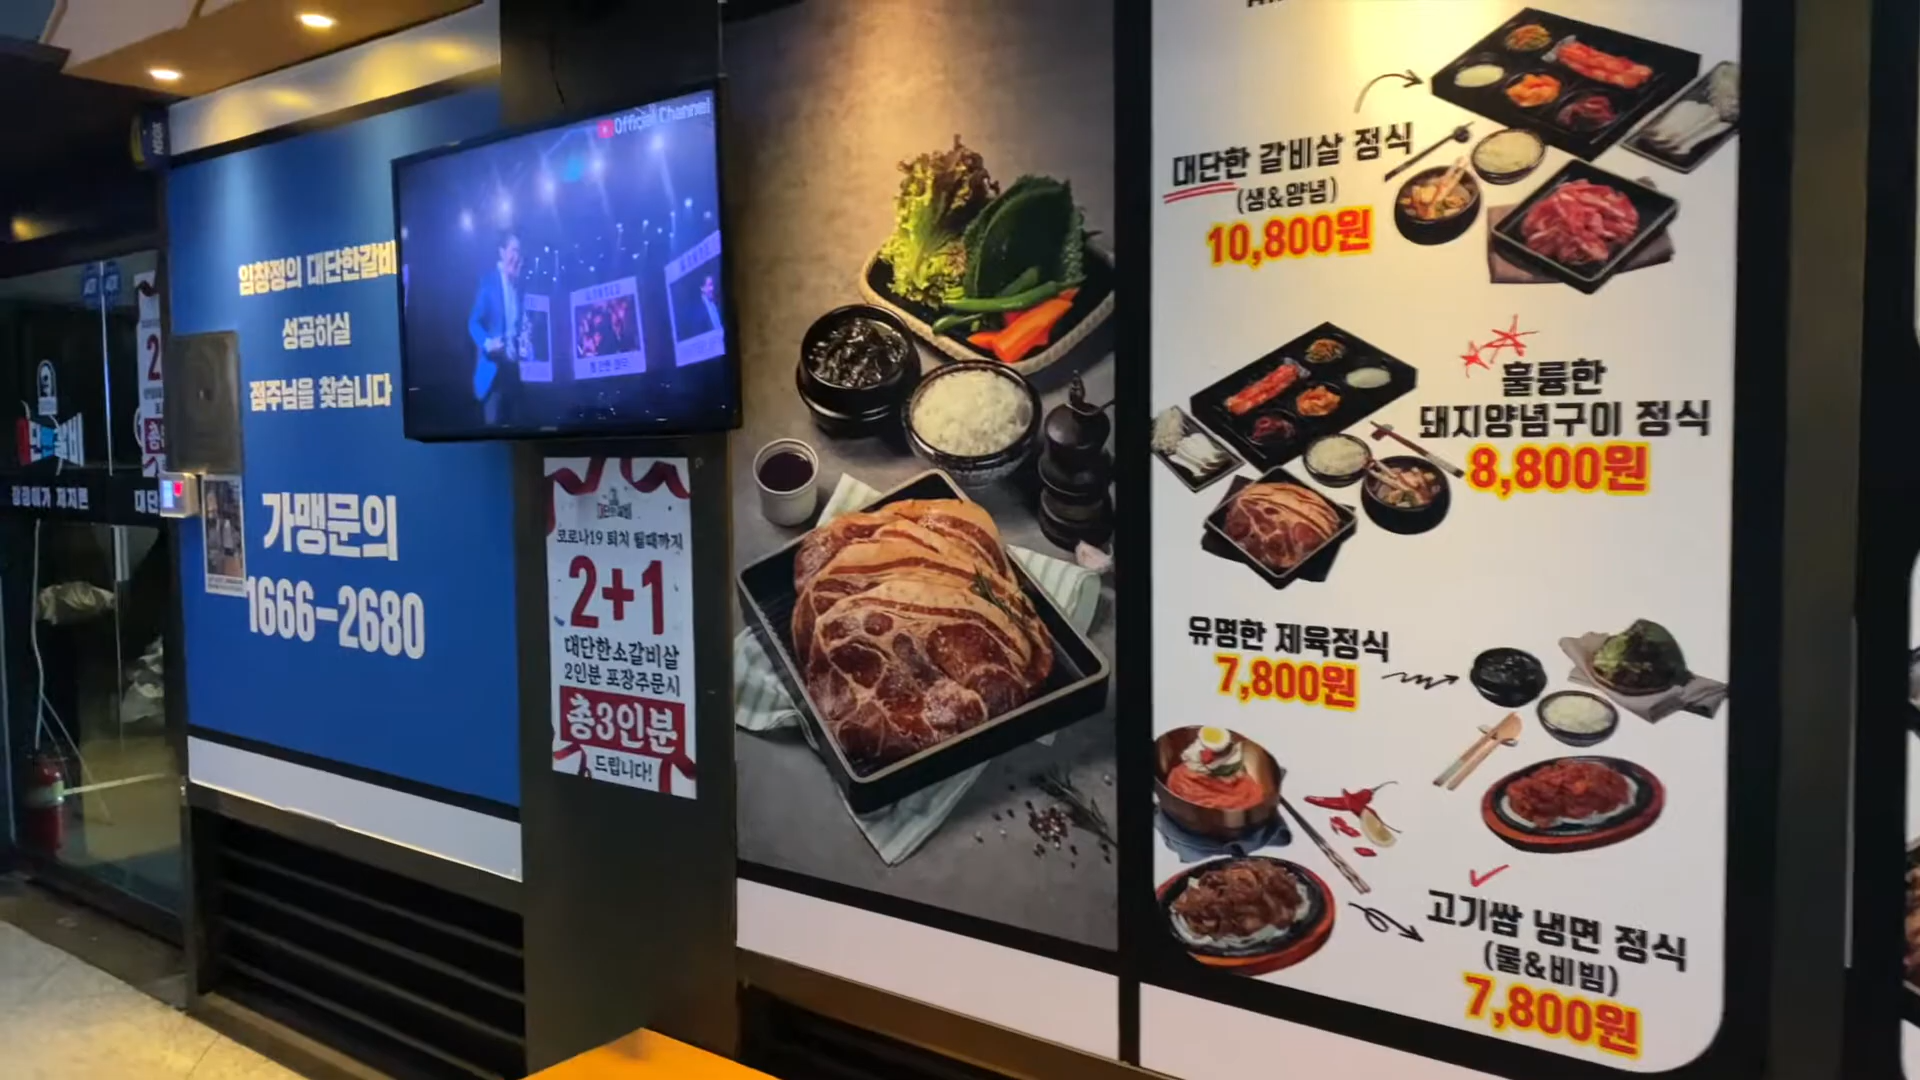 임창정의 대단한갈비
성공하실
점주님을 찾습니다
가맹문의
1666-2680
Official Channel
코로나19 퇴치 될때까지
2+1
대단한소갈비살
2인분 포장주문시
총3인분
드립니다!
대단한 갈비살 정식
(생&양념)
10,800원
훌륭한
돼지양념구이 정식
8,800원
유명한 제육정식
7,800원
고기쌈 냉면 정식
(물&비빔)
7,800원